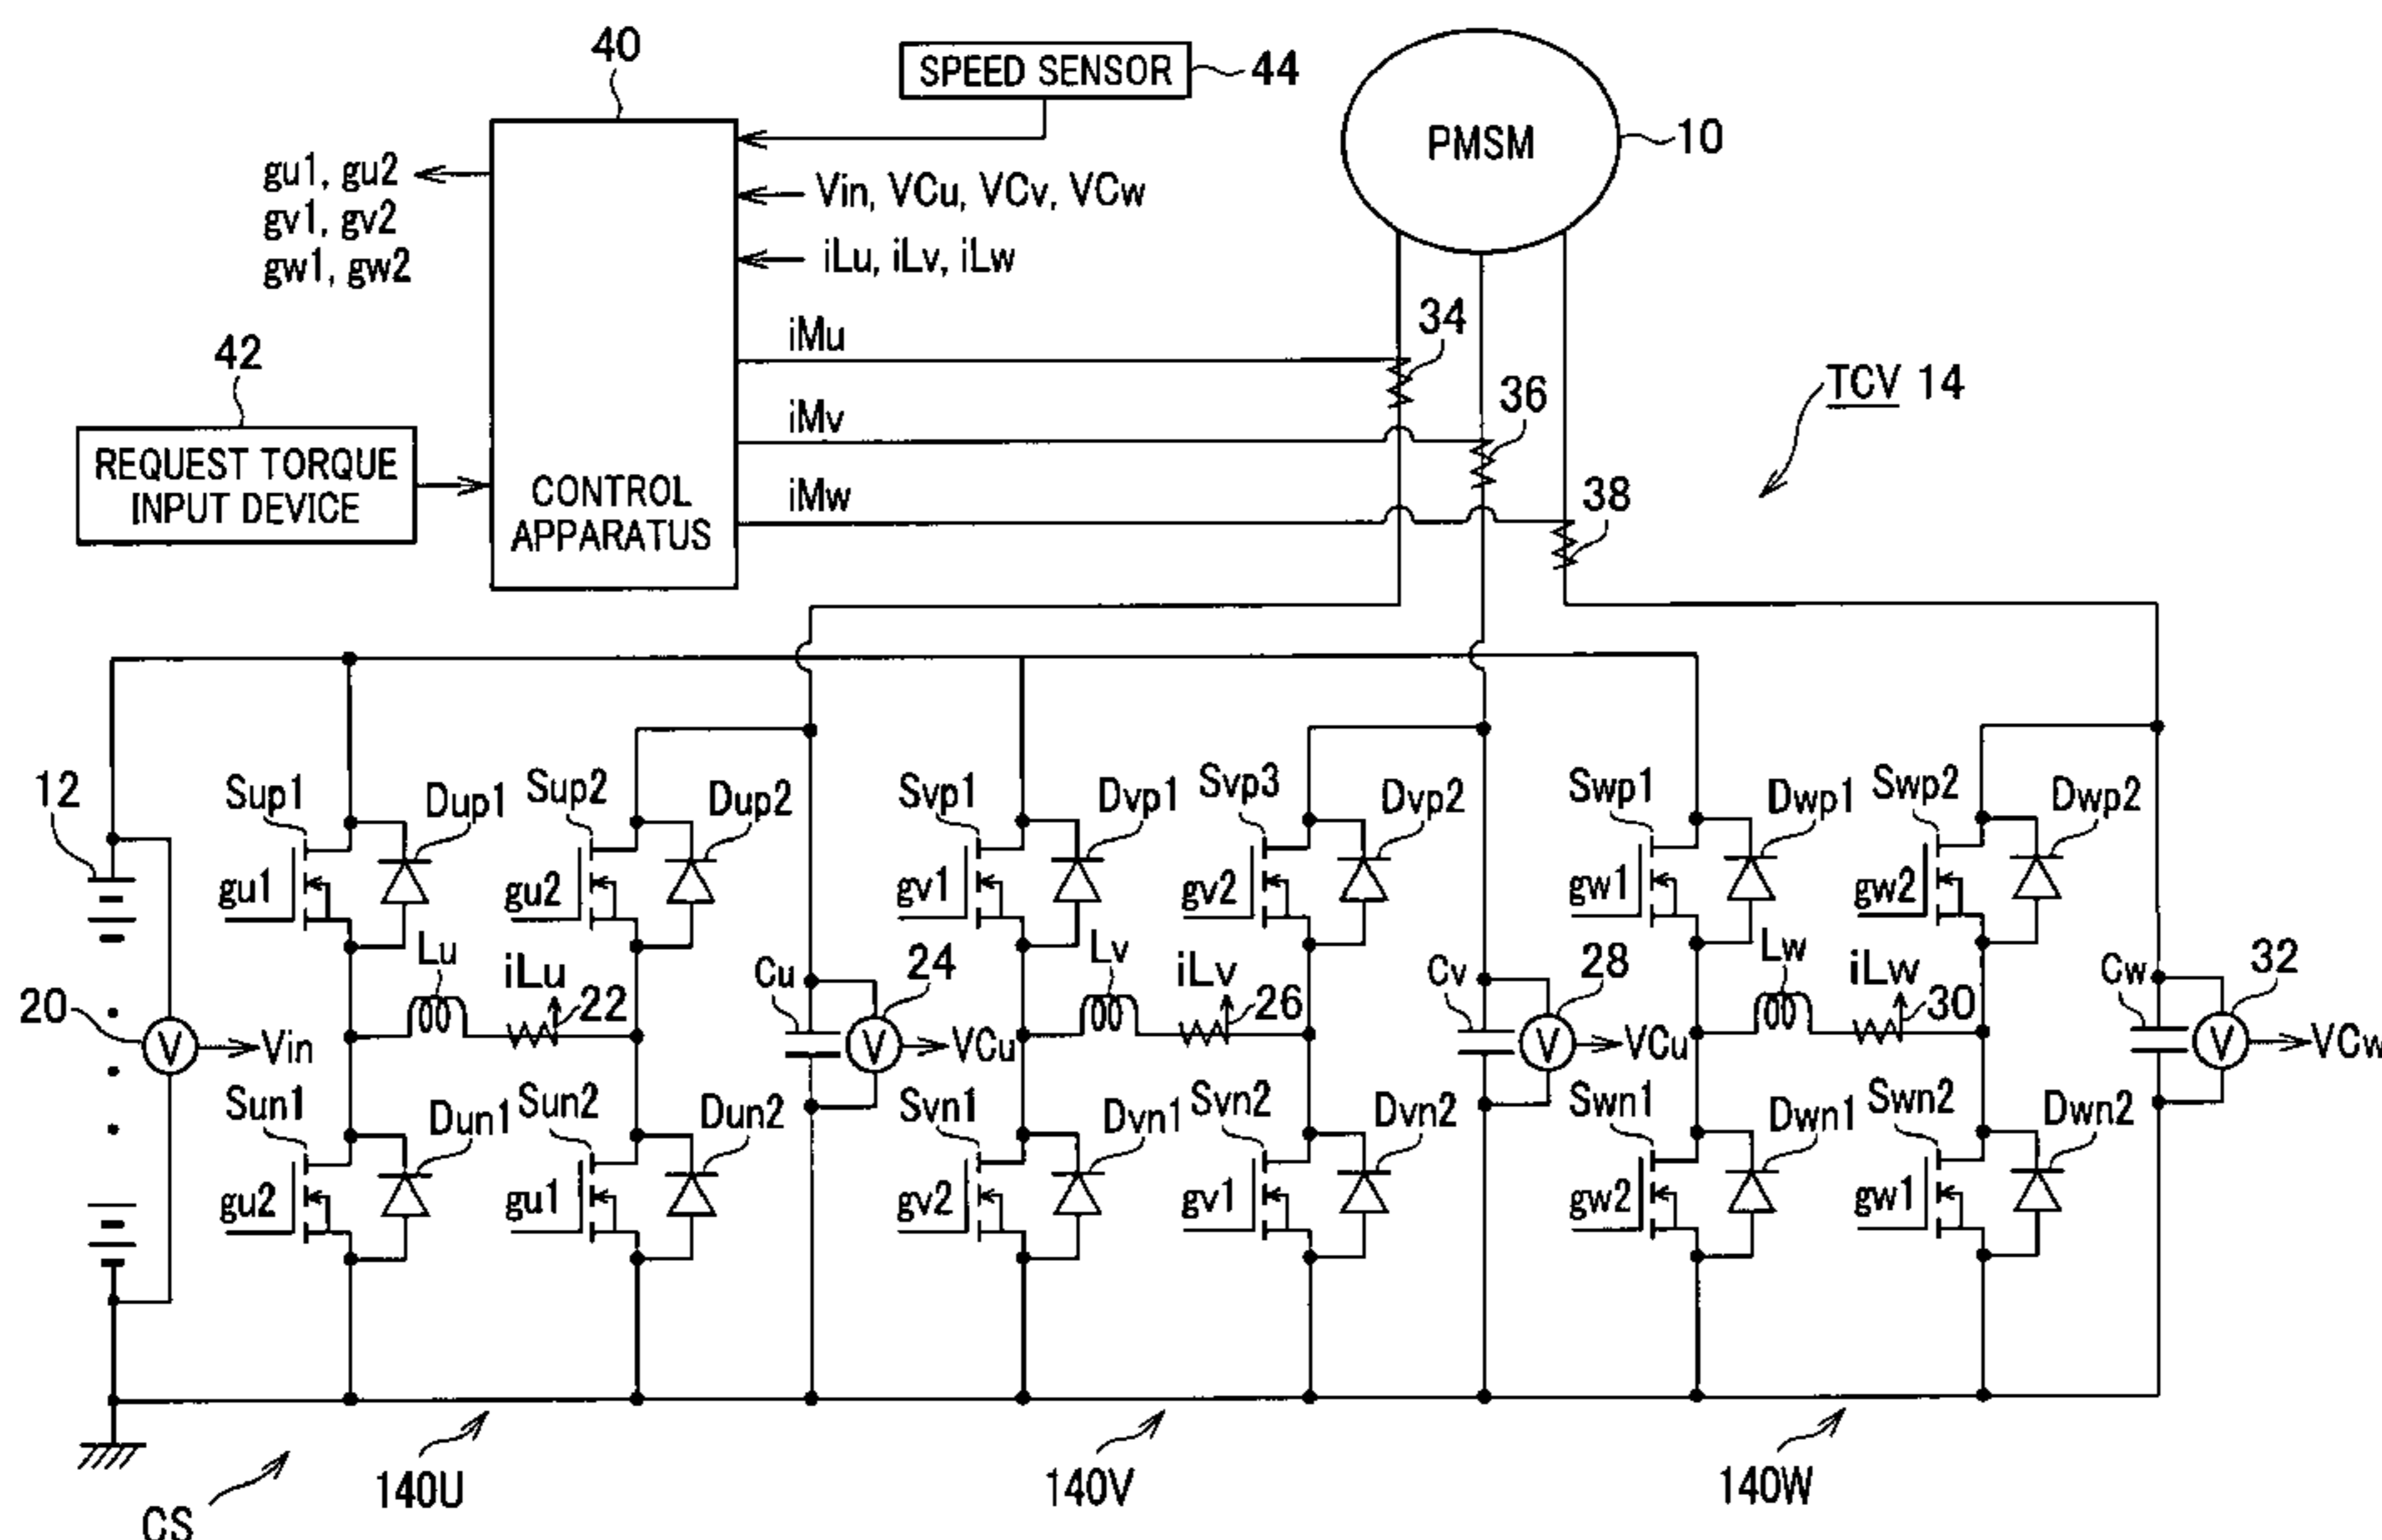 40
SPEED SENSOR
44
PMSM
10
gu1, gu2
gv1, gv2
gw1, gw2
Vin, VCu, VCv, VCw
iLu, iLv, iLw
iMu
34
42
iMv
36
TCV 14
REQUEST TORQUE
INPUT DEVICE
CONTROL
APPARATUS
iMw
38
12
Sup1
Dup1
Sup2
Dup2
Svp1
Dvp1
Svp3
Dvp2
Swp1
Dwp1
Swp2
Dwp2
gu1
gu2
gv1
gv2
gw1
gw2
Lu
iLu
22
Cu
24
Lv
iLv
26
Cv
28
Lw
iLw
30
Cw
32
20
V
Vin
V
VCu
V
VCu
V
VCw
Sun1
Dun1
Sun2
Dun2
Svn1
Dvn1
Svn2
Dvn2
Swn1
Dwn1
Swn2
Dwn2
gu2
gu1
gv2
gv1
gw2
gw1
CS
140U
140V
140W